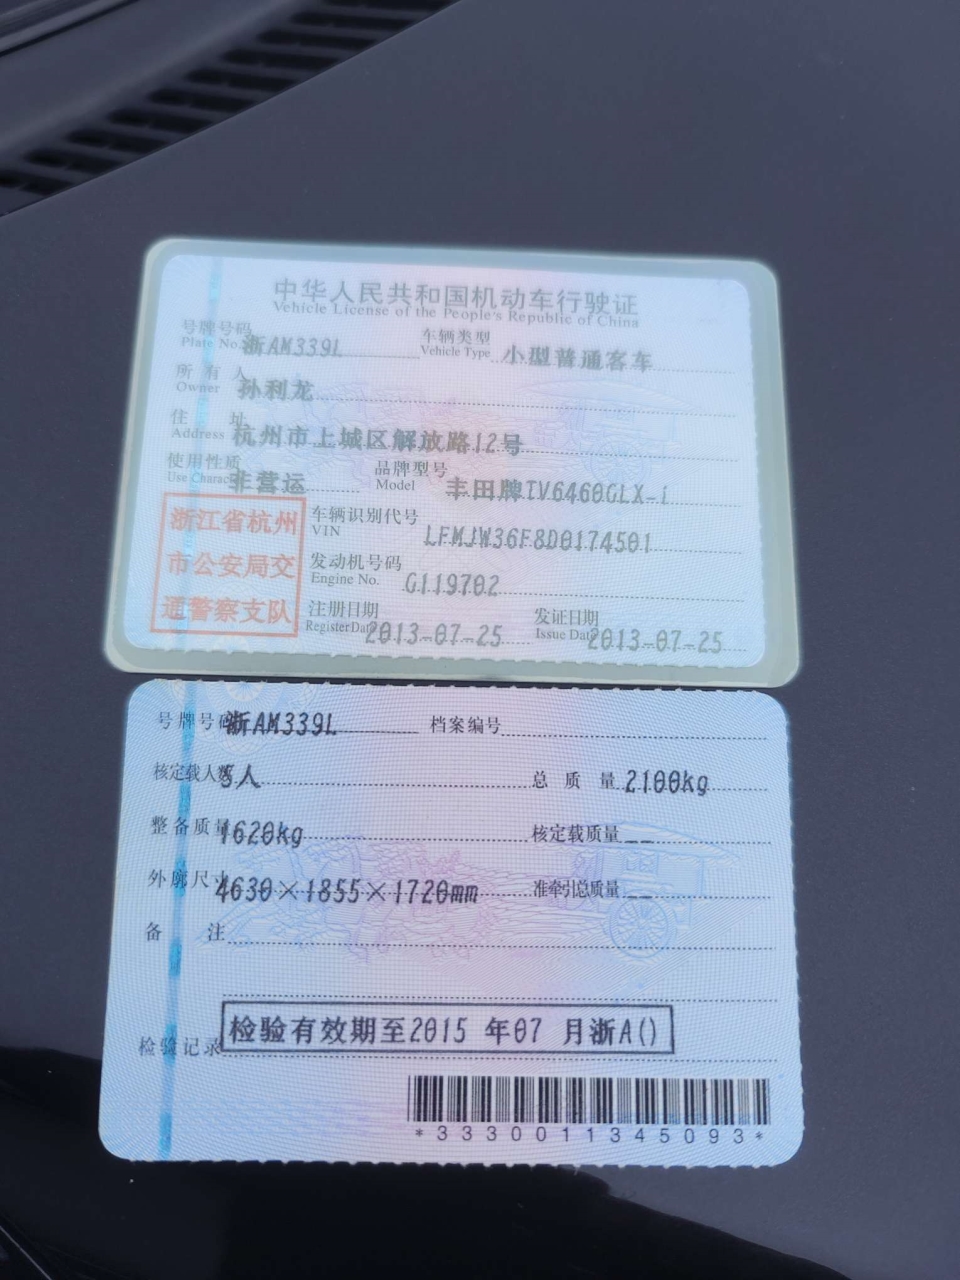 中华人民共和国机动车行驶证
Vehicle License of the People's Republic of China
号牌号码 浙AM339L 车辆类型 小型普通客车
Plate No. Vehicle Type
所有人 孙利龙
Owner
住址 杭州市上城区解放路12号
Address
使用性质 非营运 品牌型号 丰田牌TV6460GLX-i
Use Charac Model
浙江省杭州
市公安局交
通警察支队
车辆识别代号 LFMJW36F8D0174501
VIN
发动机号码 G119702
Engine No.
注册日期 2013-07-25 发证日期 2013-07-25
Register Date Issue Date
号牌号码 浙AM339L 档案编号
核定载人数 5人 总质量 2100kg
整备质量 1620kg 核定载质量 --
外廓尺寸 4630×1855×1720mm 准牵引总质量 --
备注
检验记录 检验有效期至2015 年07 月浙A()
*3330011345093*